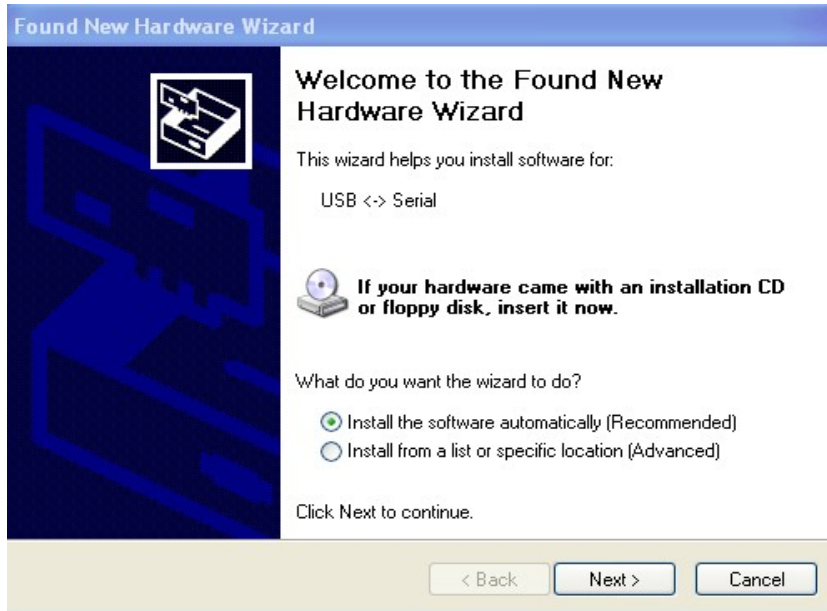 Found New Hardware Wizard
Welcome to the Found New
Hardware Wizard
This wizard helps you install software for:
USB <-> Serial
If your hardware came with an installation CD
or floppy disk, insert it now.
What do you want the wizard to do?
Install the software automatically (Recommended)
Install from a list or specific location (Advanced)
Click Next to continue.
< Back
Next >
Cancel